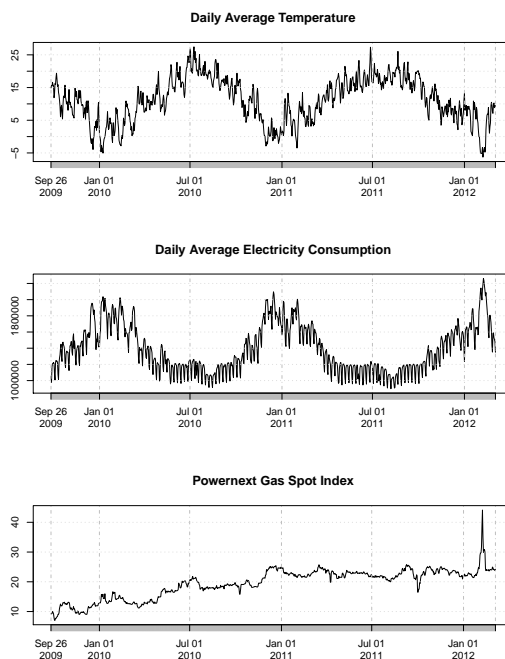 Daily Average Temperature
25
15
5
−5
Sep 26
2009
Jan 01
2010
Jul 01
2010
Jan 01
2011
Jul 01
2011
Jan 01
2012
Daily Average Electricity Consumption
1800000
1000000
Sep 26
2009
Jan 01
2010
Jul 01
2010
Jan 01
2011
Jul 01
2011
Jan 01
2012
Powernext Gas Spot Index
40
30
20
10
Sep 26
2009
Jan 01
2010
Jul 01
2010
Jan 01
2011
Jul 01
2011
Jan 01
2012